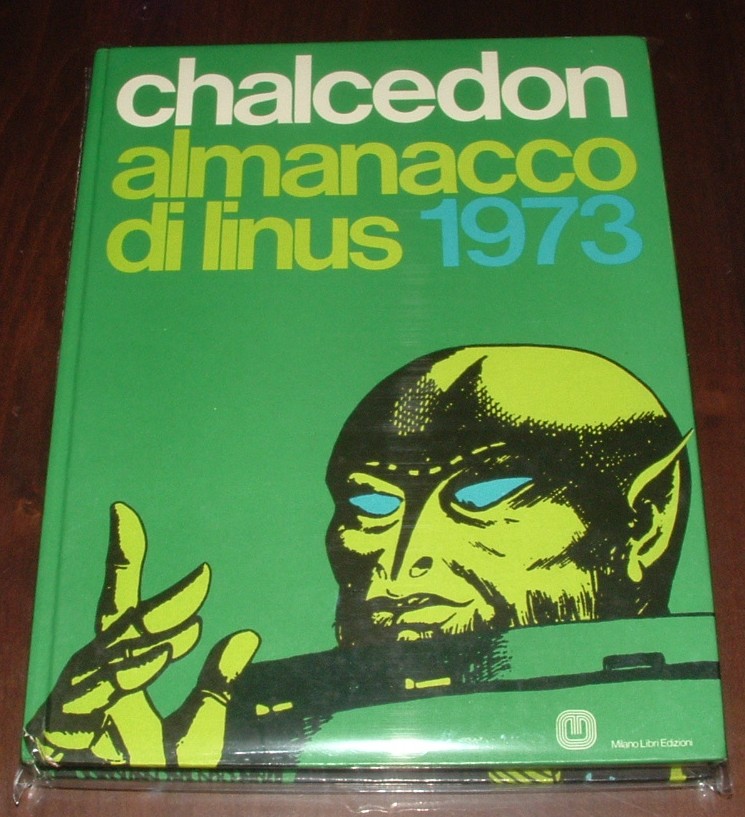 chalcedon
almanacco
di linus 1973
Milano Libri Edizioni